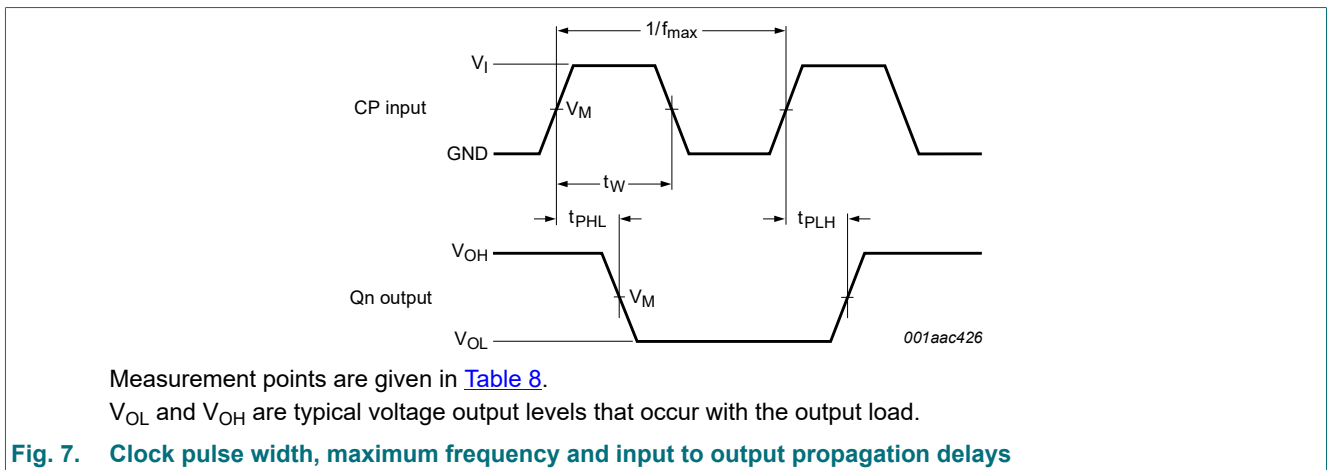 1/fmax
VI
CP input
VM
GND
tW
tPHL
tPLH
VOH
Qn output
VM
VOL
001aac426
Measurement points are given in Table 8.
VOL and VOH are typical voltage output levels that occur with the output load.
Fig. 7. Clock pulse width, maximum frequency and input to output propagation delays